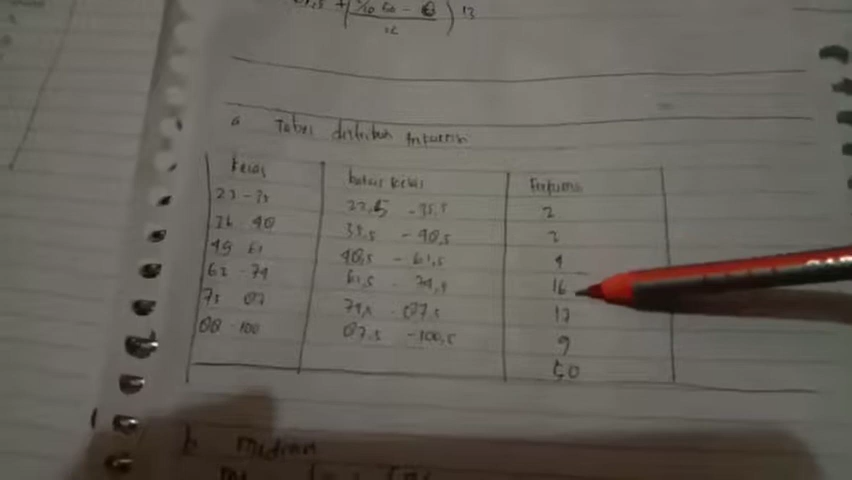 a Tabel distribusi frekuensi
Kelas batas kelas Frekuensi
23 - 35 22,5 - 35,5 2
36 48 35,5 - 48,5 2
49 61 48,5 - 61,5 4
62 - 74 61,5 - 74,5 16
75 87 74,5 - 87,5 17
88 - 100 87,5 - 100,5 9
50
b Median